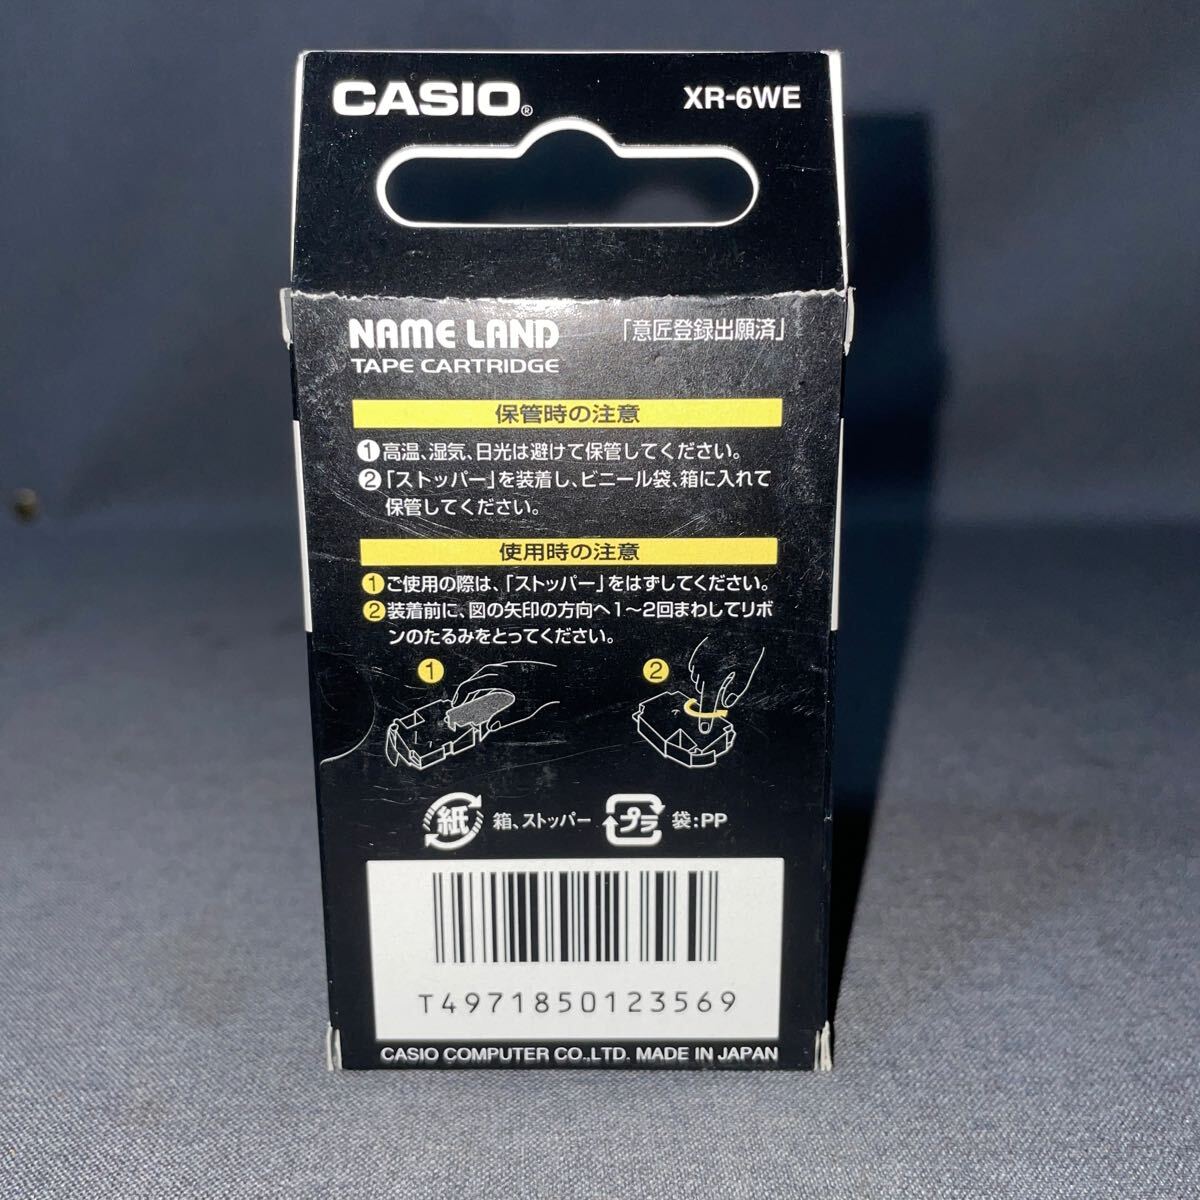 CASIO®
XR-6WE
NAME LAND
「意匠登録出願済」
TAPE CARTRIDGE
保管時の注意
1 高温、湿気、日光は避けて保管してください。
2 「ストッパー」を装着し、ビニール袋、箱に入れて
保管してください。
使用時の注意
1 ご使用の際は、「ストッパー」をはずしてください。
2 装着前に、図の矢印の方向へ1〜2回まわしてリボ
ンのたるみをとってください。
1
2
紙 箱、ストッパー プラ 袋:PP
T4971850123569
CASIO COMPUTER CO.,LTD. MADE IN JAPAN